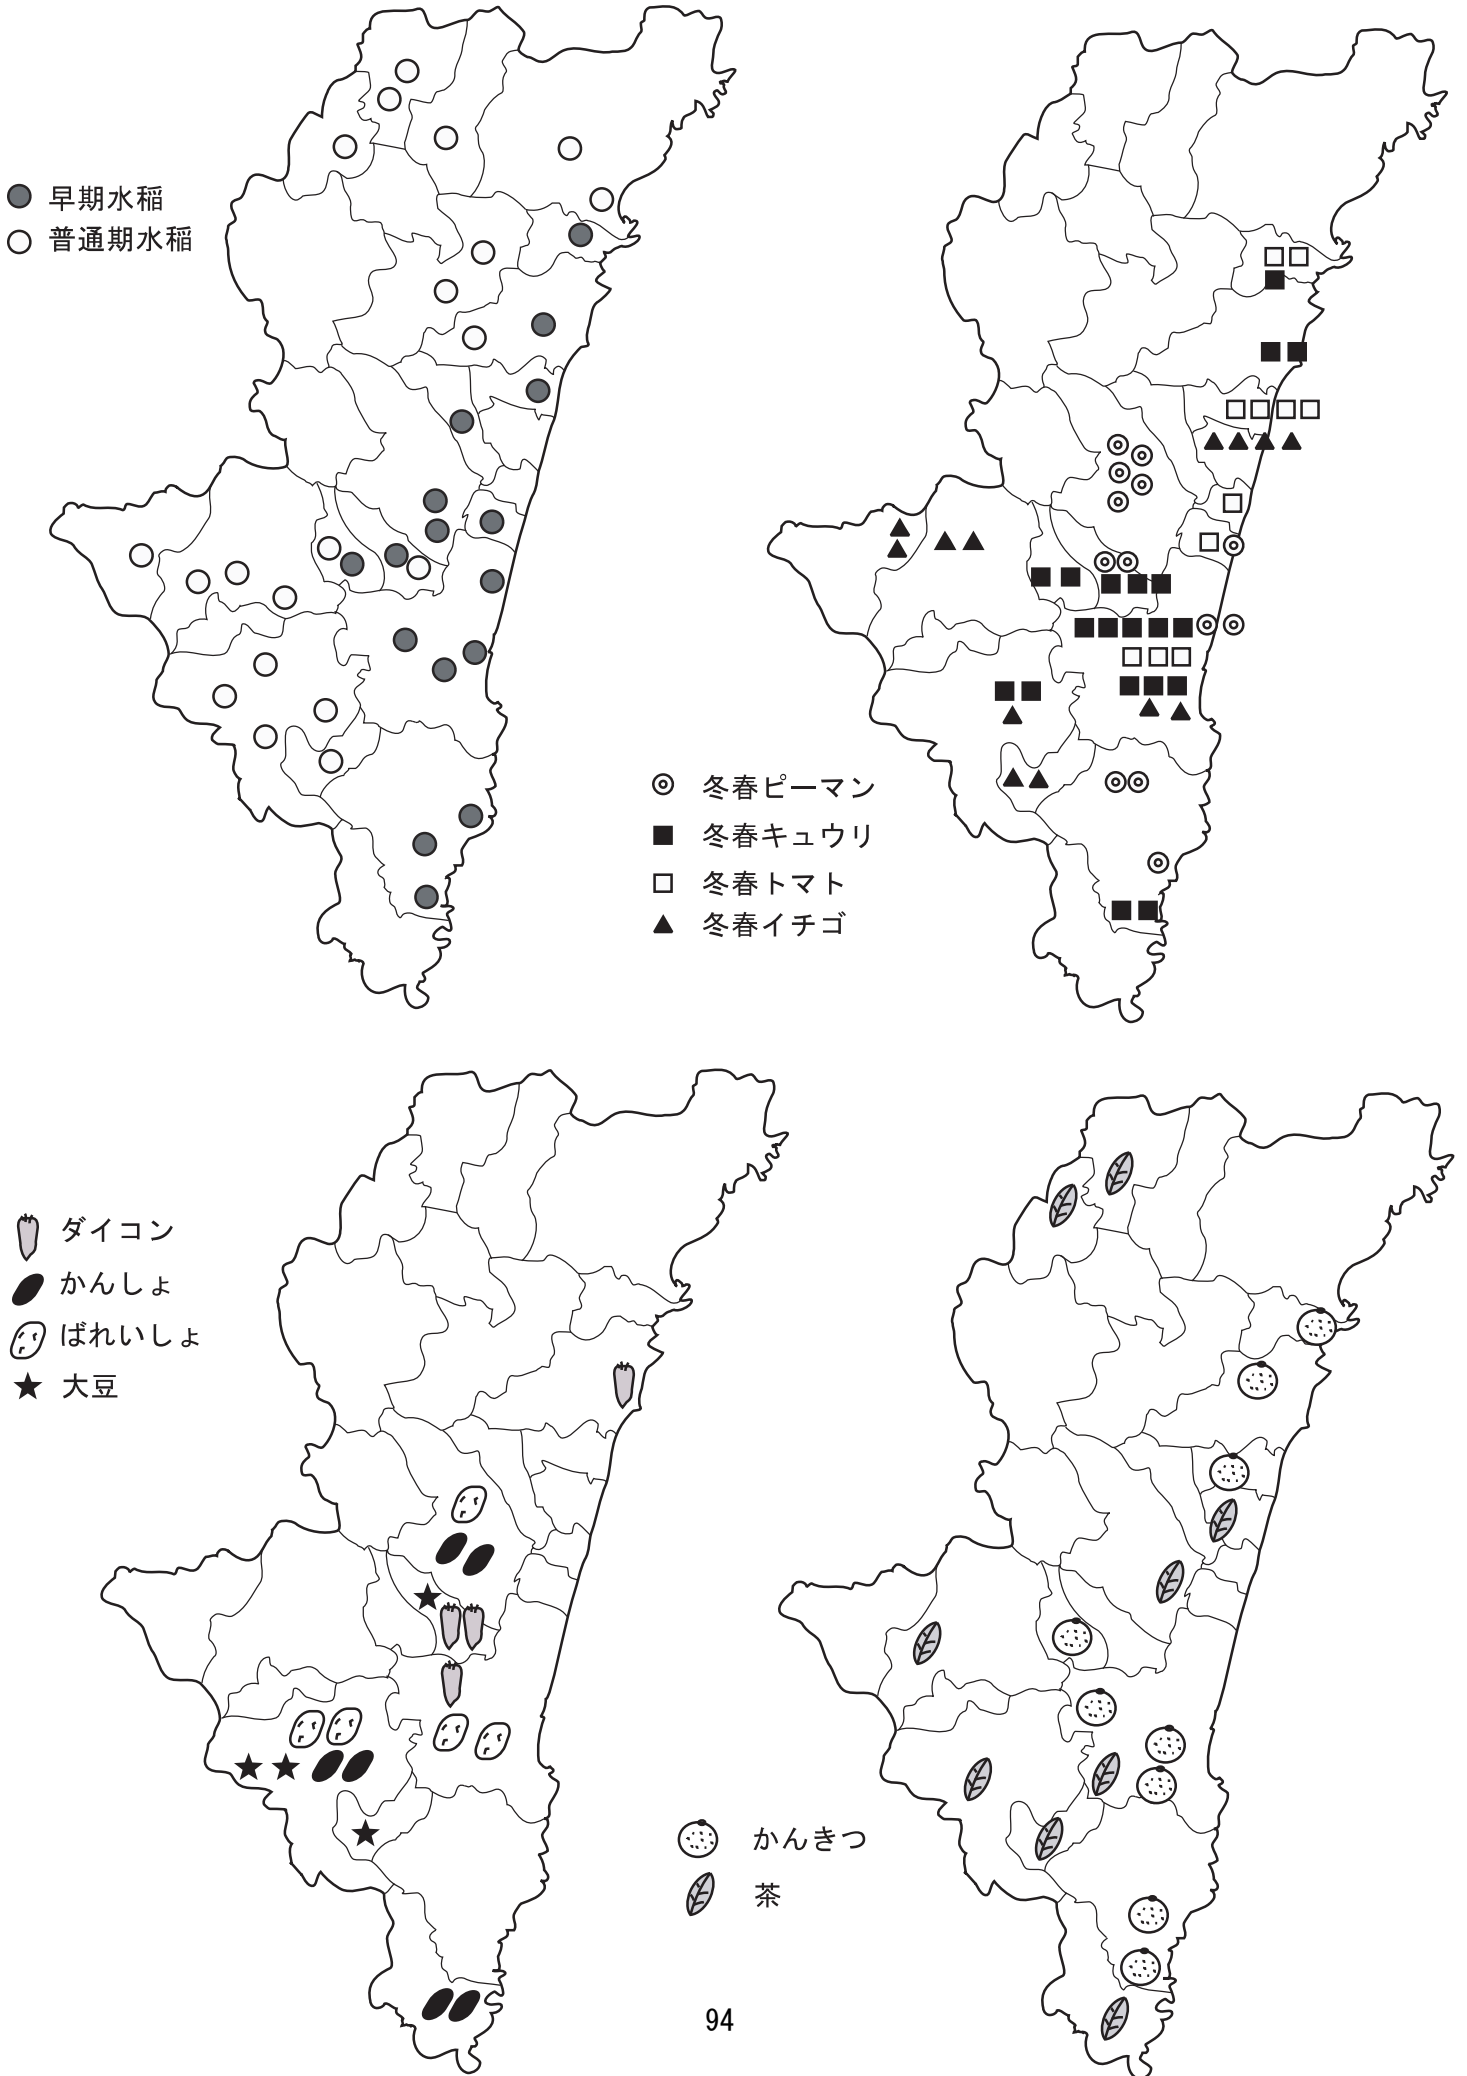 早期水稲
普通期水稲
冬春ピーマン
冬春キュウリ
冬春トマト
冬春イチゴ
ダイコン
かんしょ
ばれいしょ
大豆
かんきつ
茶
94